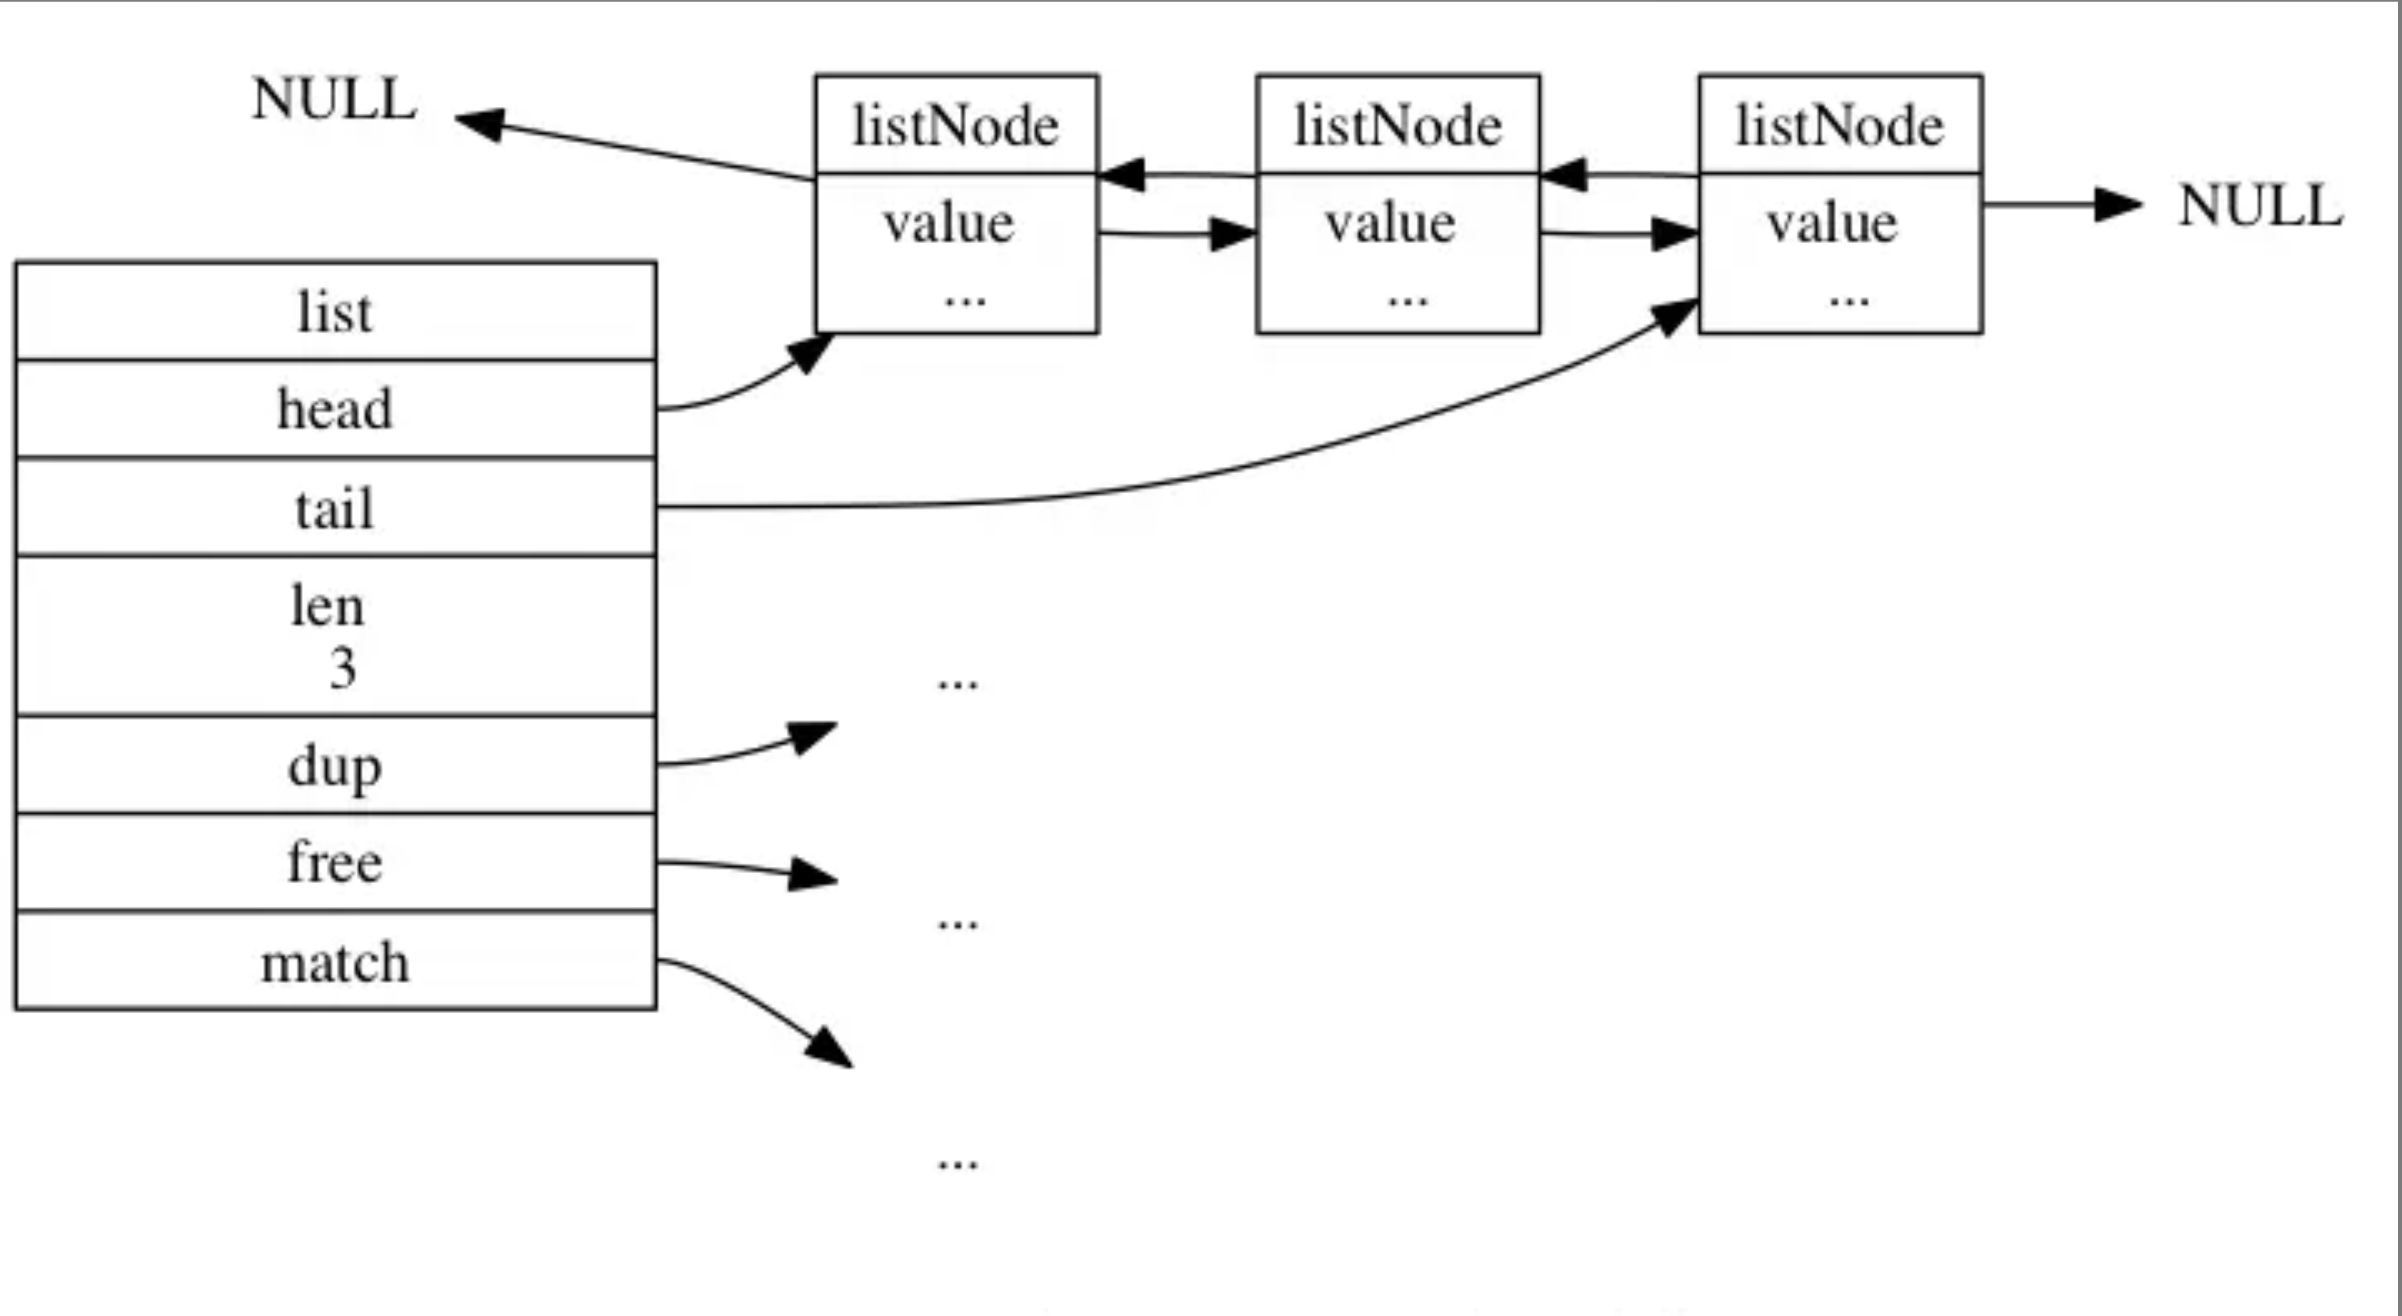 NULL
listNode
value
...
listNode
value
...
listNode
value
...
NULL
list
head
tail
len
3
dup
free
match
...
...
...